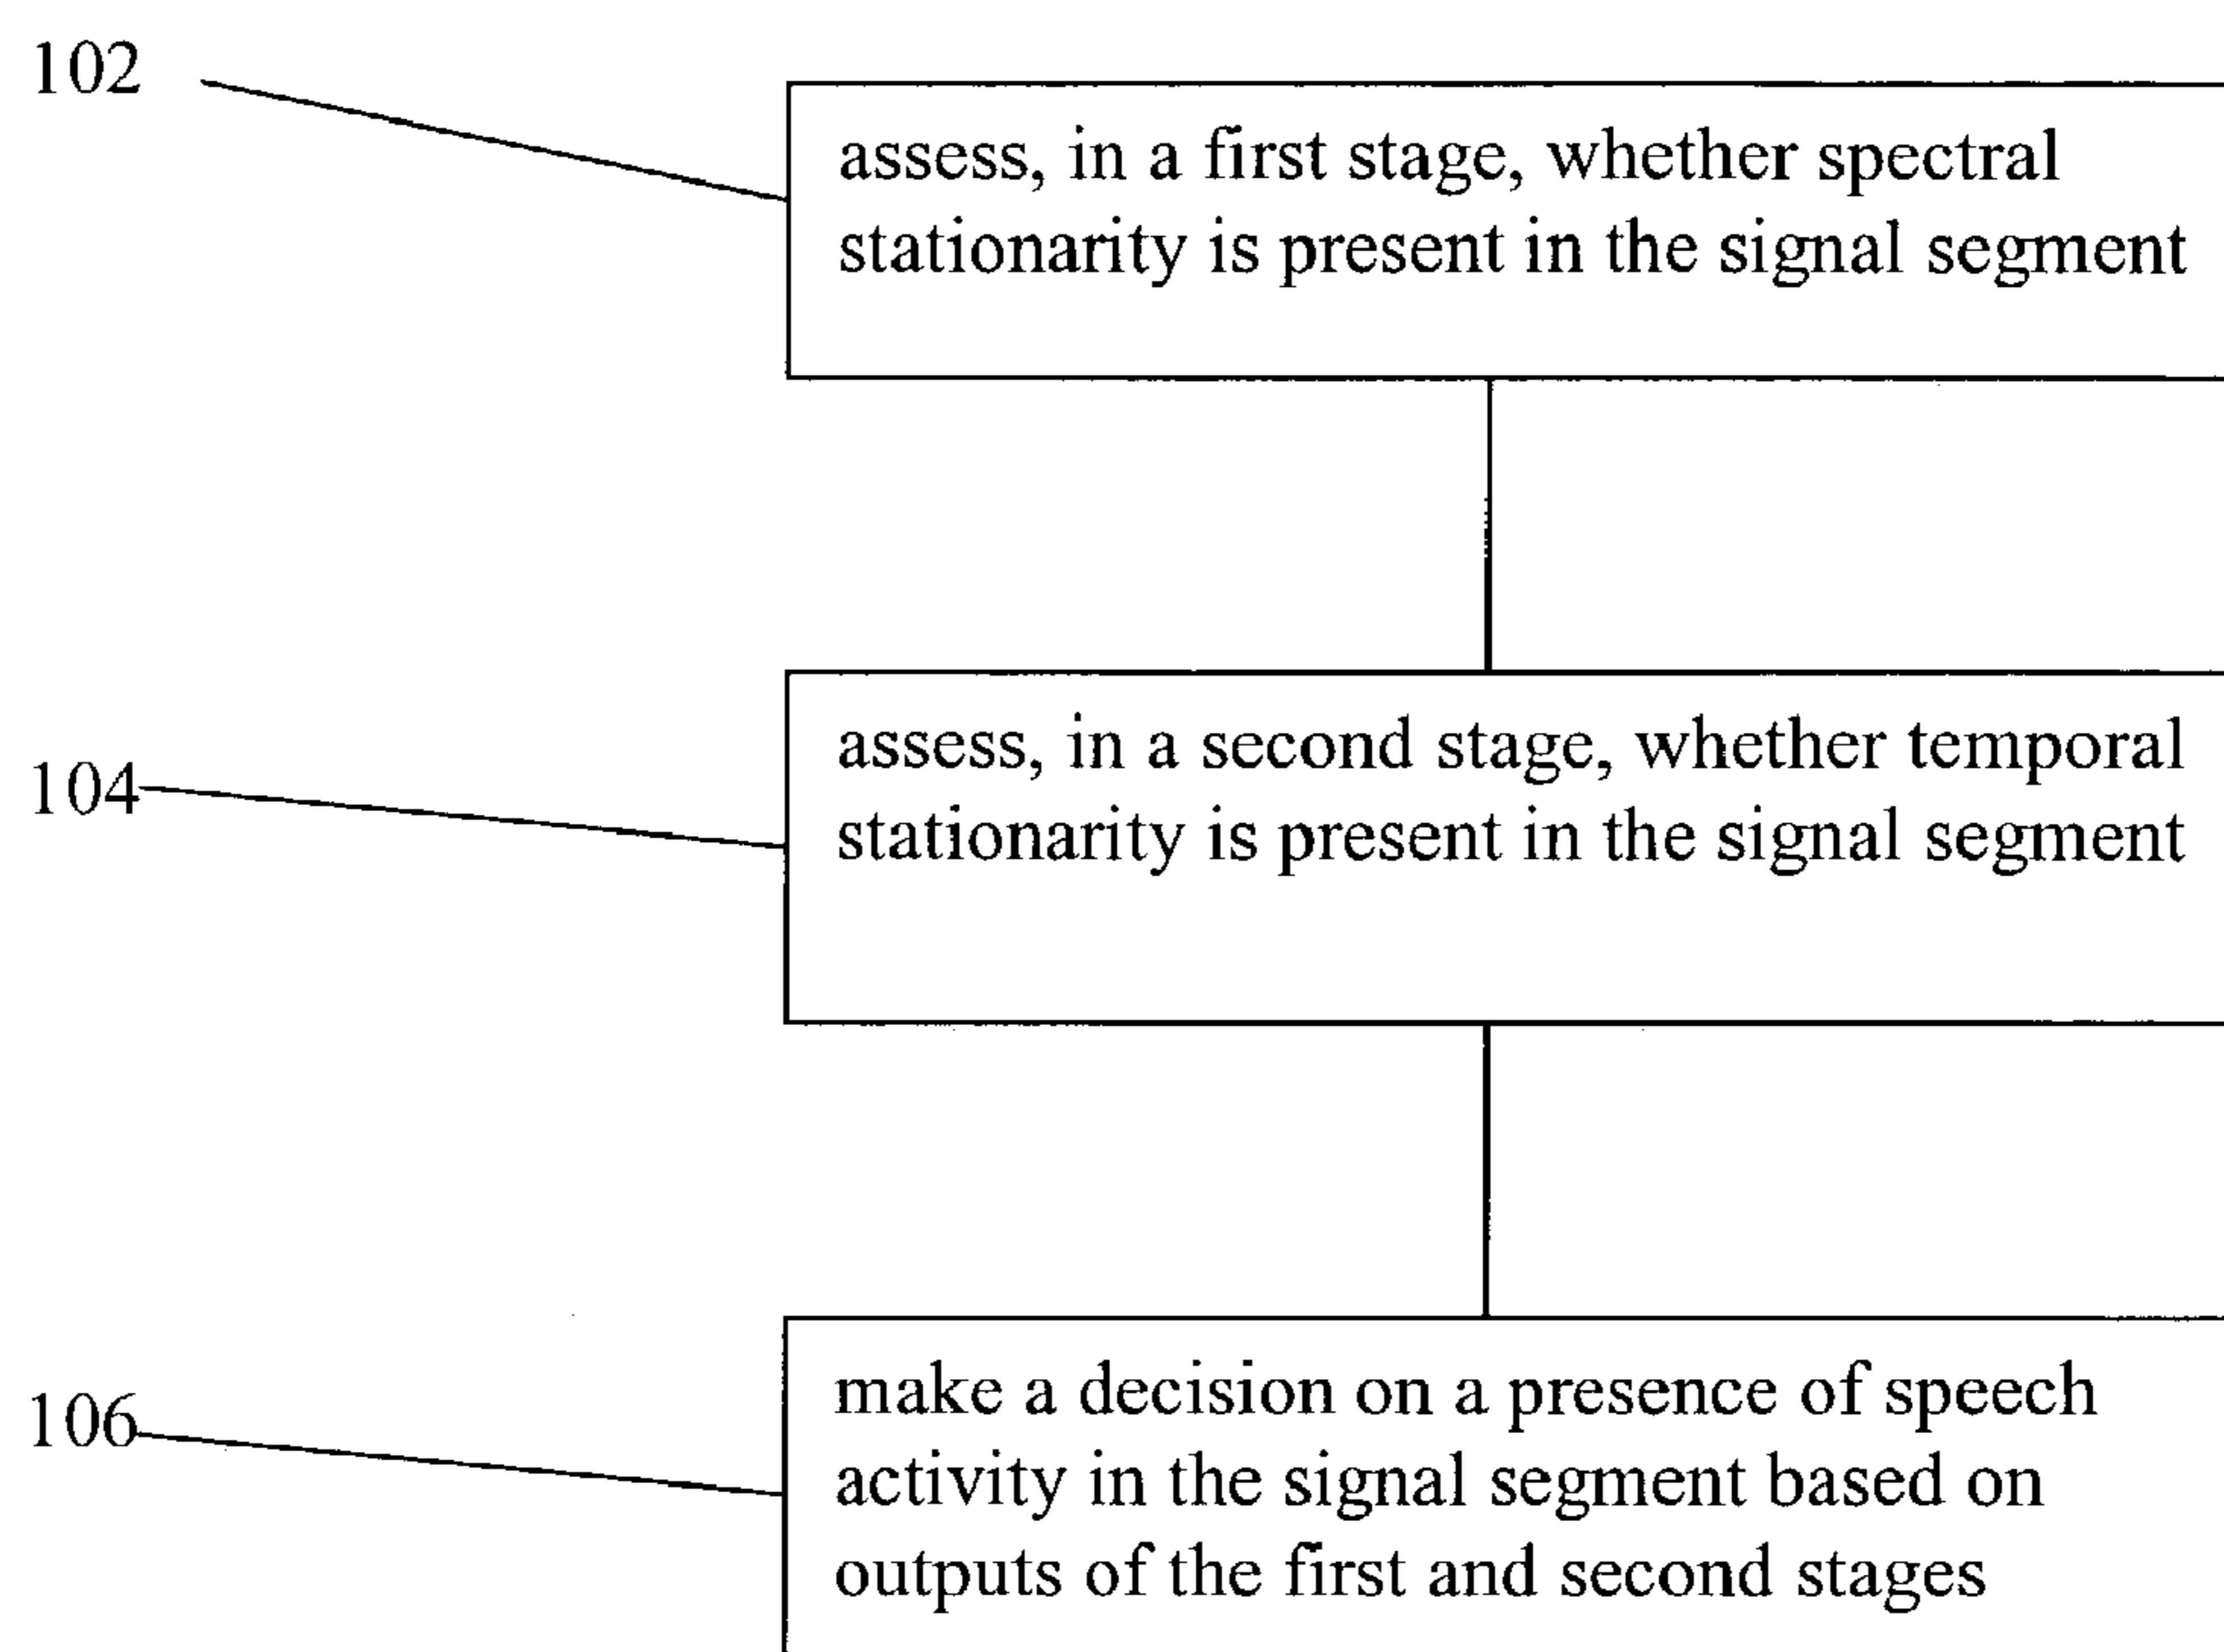 102
assess, in a first stage, whether spectral
stationarity is present in the signal segment
104
assess, in a second stage, whether temporal
stationarity is present in the signal segment
106
make a decision on a presence of speech
activity in the signal segment based on
outputs of the first and second stages